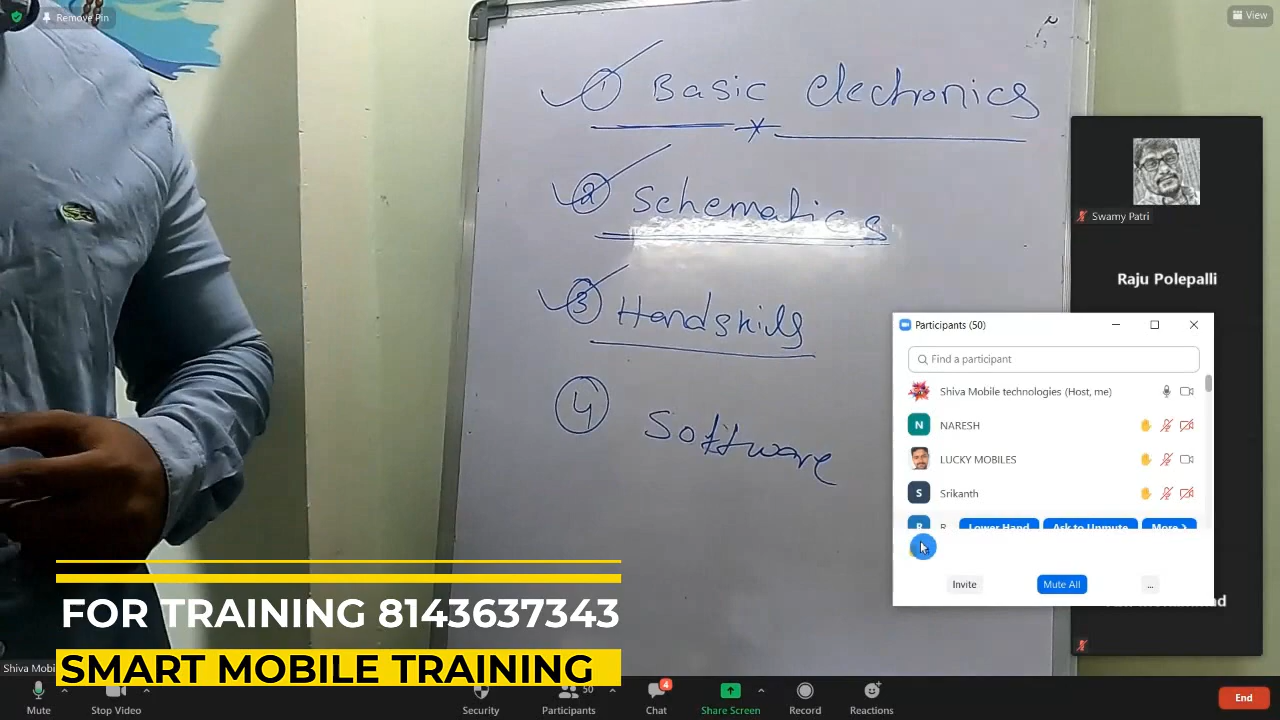 Remove Pin
View
1 Basic Electronics
2 Schematics
3 Handskills
4 Software
Swamy Patri
Raju Polepalli
Participants (50)
Find a participant
Shiva Mobile technologies (Host, me)
N NARESH
LUCKY MOBILES
S Srikanth
R R Lower Hand Ask to Unmute More >
Invite Mute All ...
FOR TRAINING 8143637343
SMART MOBILE TRAINING
Shiva Mobi
Mute Stop Video Security Participants 50 Chat 4 Share Screen Record Reactions End